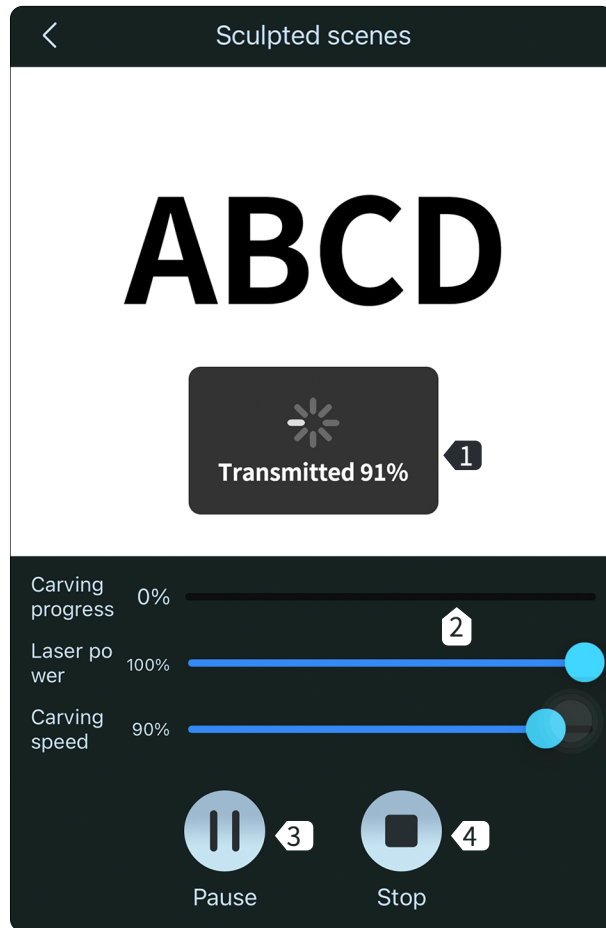 Sculpted scenes
ABCD
Transmitted 91%
1
Carving
progress
0%
2
Laser po
wer
100%
Carving
speed
90%
3
4
Pause
Stop